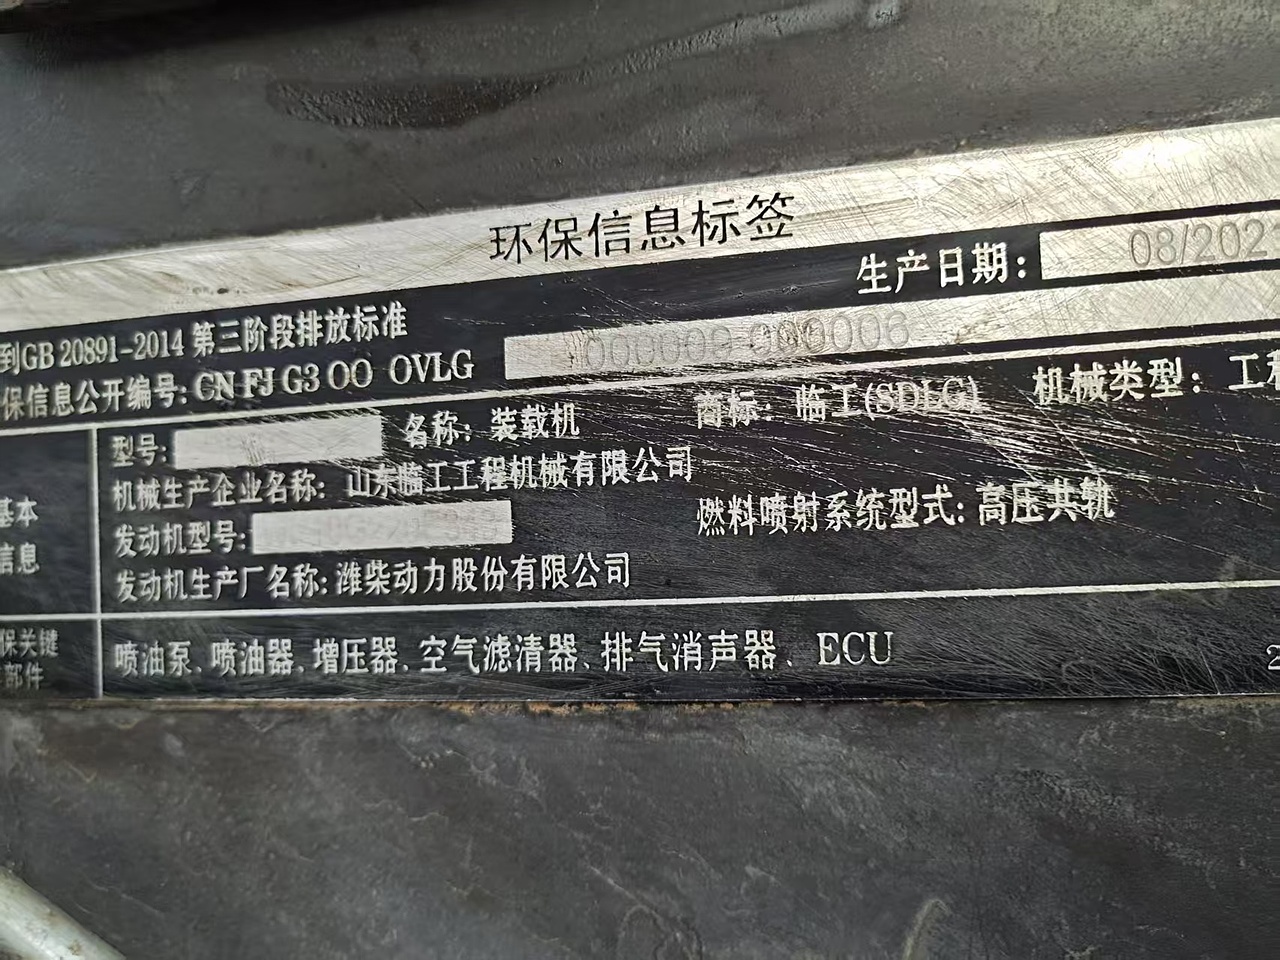 环保信息标签
生产日期：08/2021
到GB 20891-2014 第三阶段排放标准
保信息公开编号：CN FJ G3 OO OVLG
型号：
名称：装载机
商标：临工(SDLG)
机械类型：工程
机械生产企业名称：山东临工工程机械有限公司
发动机型号：
燃料喷射系统型式：高压共轨
发动机生产厂名称：潍柴动力股份有限公司
基本
信息
喷油泵、喷油器、增压器、空气滤清器、排气消声器、ECU
保关键
部件